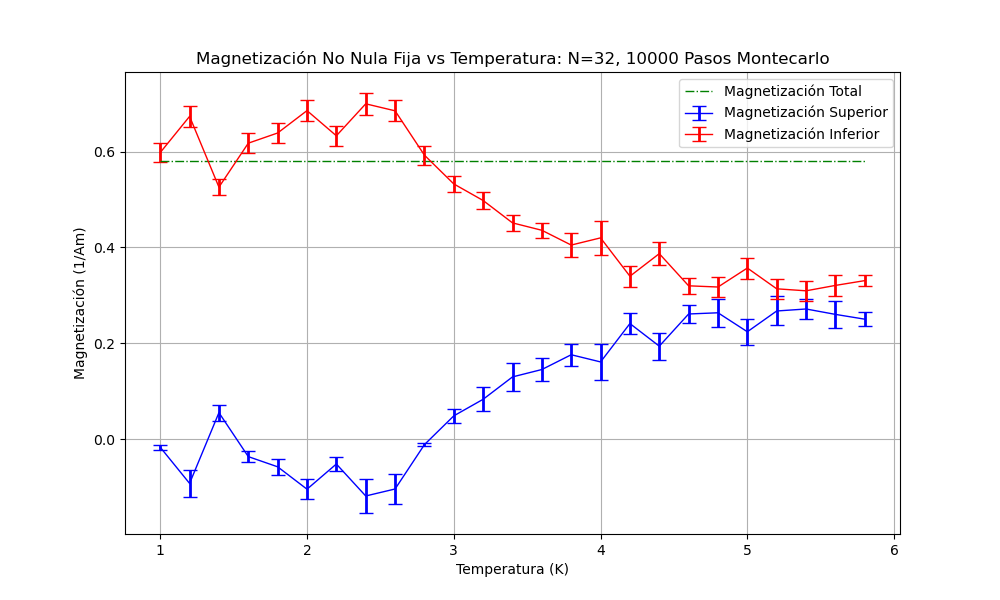 Magnetización No Nula Fija vs Temperatura: N=32, 10000 Pasos Montecarlo
Magnetización Total
Magnetización Superior
Magnetización Inferior
Magnetización (1/Am)
0.6
0.4
0.2
0.0
1 2 3 4 5 6
Temperatura (K)